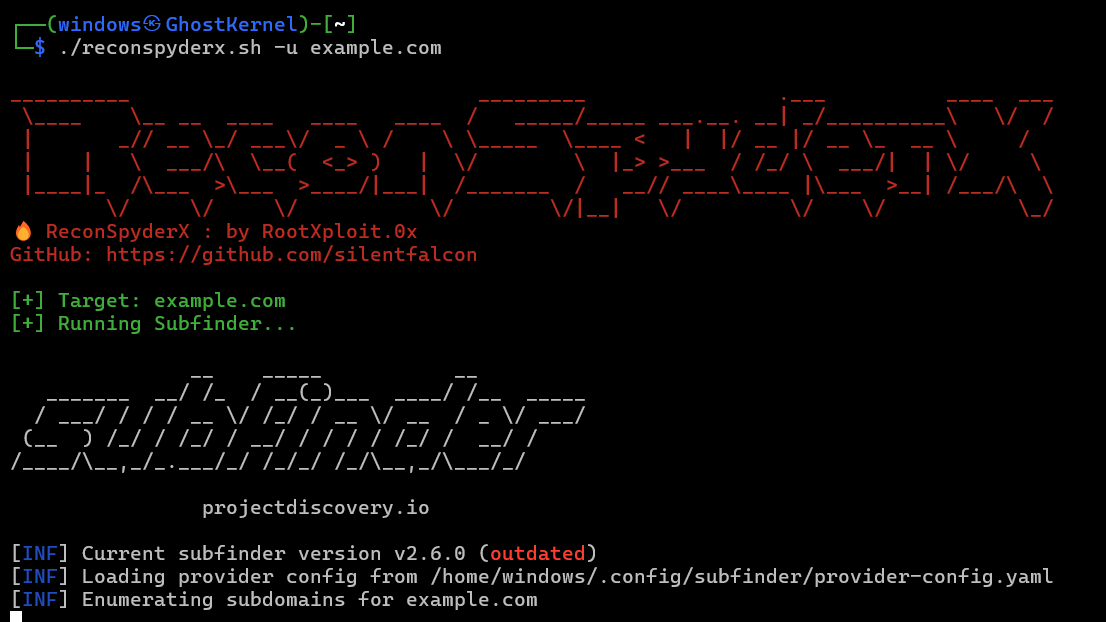 ┌──(windows㉿GhostKernel)-[~]
└─$ ./reconspyderx.sh -u example.com
ReconSpyderX
🔥 ReconSpyderX : by RootXploit.0x
GitHub: https://github.com/silentfalcon
[+] Target: example.com
[+] Running Subfinder...
subfinder
projectdiscovery.io
[INF] Current subfinder version v2.6.0 (outdated)
[INF] Loading provider config from /home/windows/.config/subfinder/provider-config.yaml
[INF] Enumerating subdomains for example.com